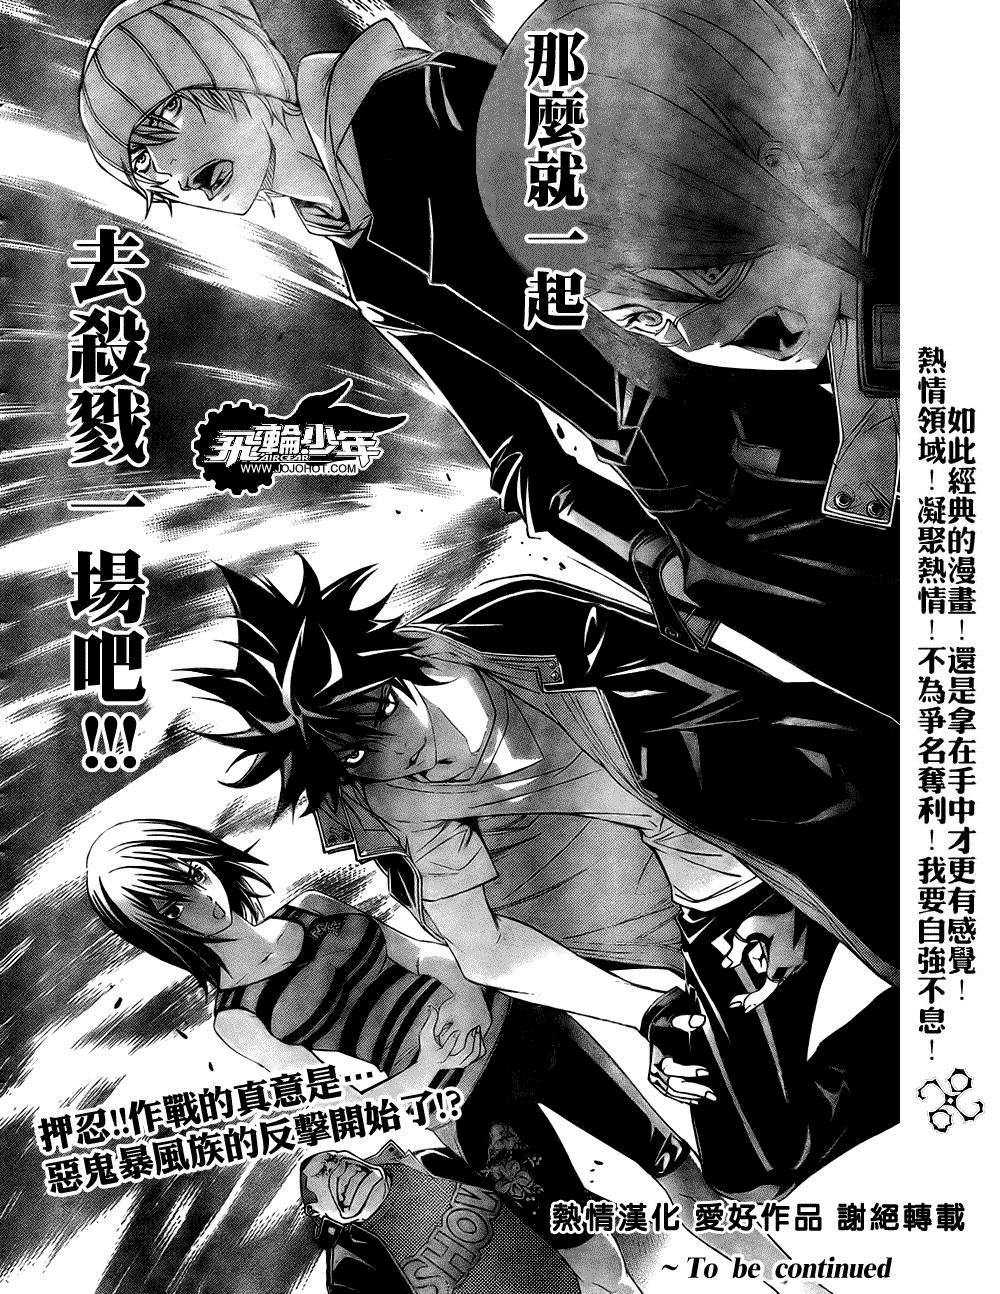 那麼就一起
去殺戮一場吧!!!
飛輪少年
AIRGEAR
WWW.JOJOHOT.COM
如此經典的漫畫！還是拿在手中才更有感覺！
熱情領域！凝聚熱情！不為爭名奪利！我要自強不息！
押忍!!作戰的真意是…
惡鬼暴風族的反擊開始了!?
SHOW
熱情漢化 愛好作品 謝絕轉載
~ To be continued